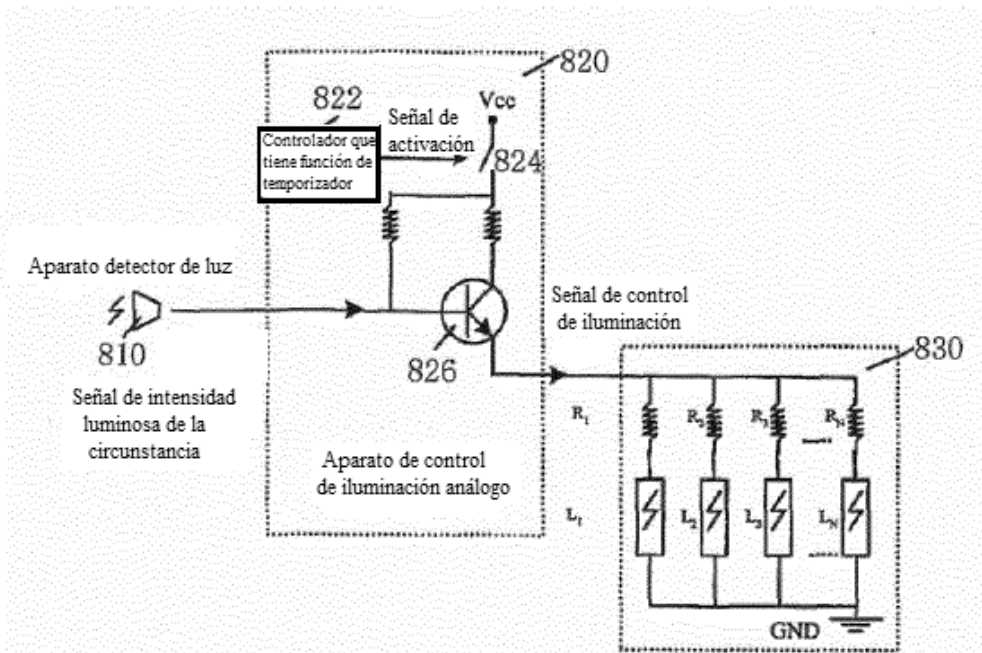 820
822
Vcc
Señal de
activación
Controlador que
tiene función de
temporizador
824
Aparato detector de luz
810
826
Señal de control
de iluminación
830
Señal de intensidad
luminosa de la
circunstancia
Aparato de control
de iluminación análogo
R1 R2 R3 RN
L1 L2 L3 LN
GND